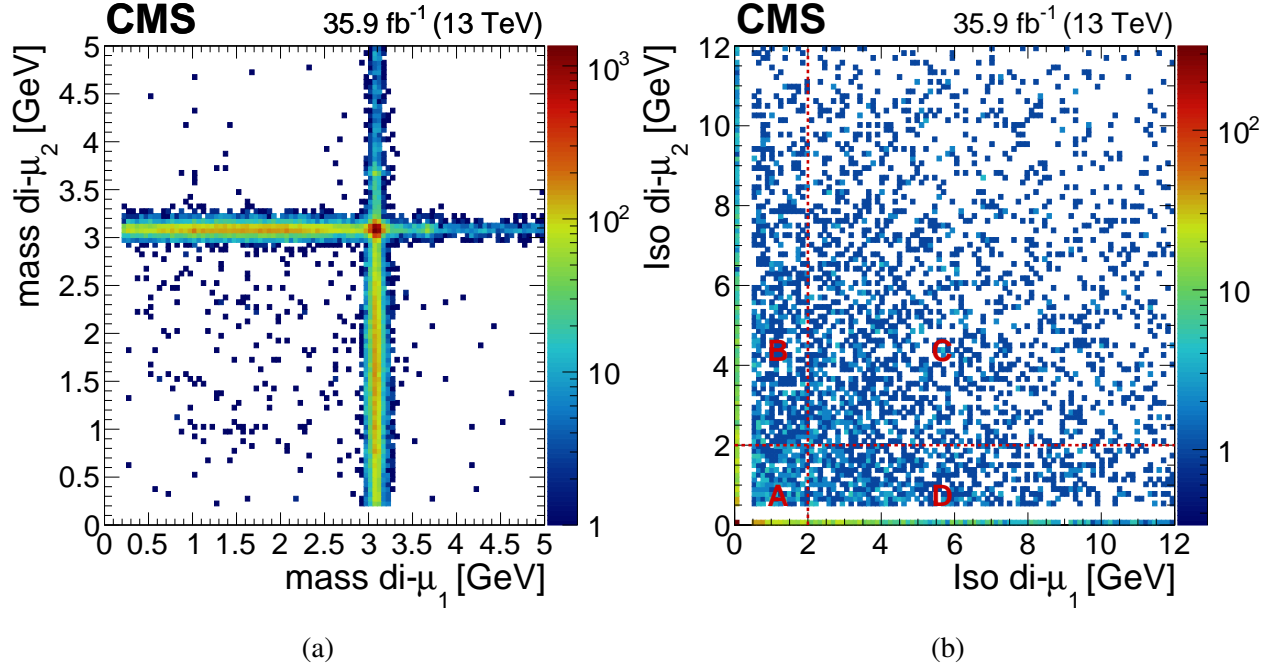 CMS 35.9 fb⁻¹ (13 TeV)
mass di-μ₂ [GeV]
5
4.5
4
3.5
3
2.5
2
1.5
1
0.5
0
0 0.5 1 1.5 2 2.5 3 3.5 4 4.5 5
mass di-μ₁ [GeV]
10³
10²
10
1
(a)
CMS 35.9 fb⁻¹ (13 TeV)
Iso di-μ₂ [GeV]
12
10
8
6
4
2
0
B C
A D
0 2 4 6 8 10 12
Iso di-μ₁ [GeV]
10²
10
1
(b)